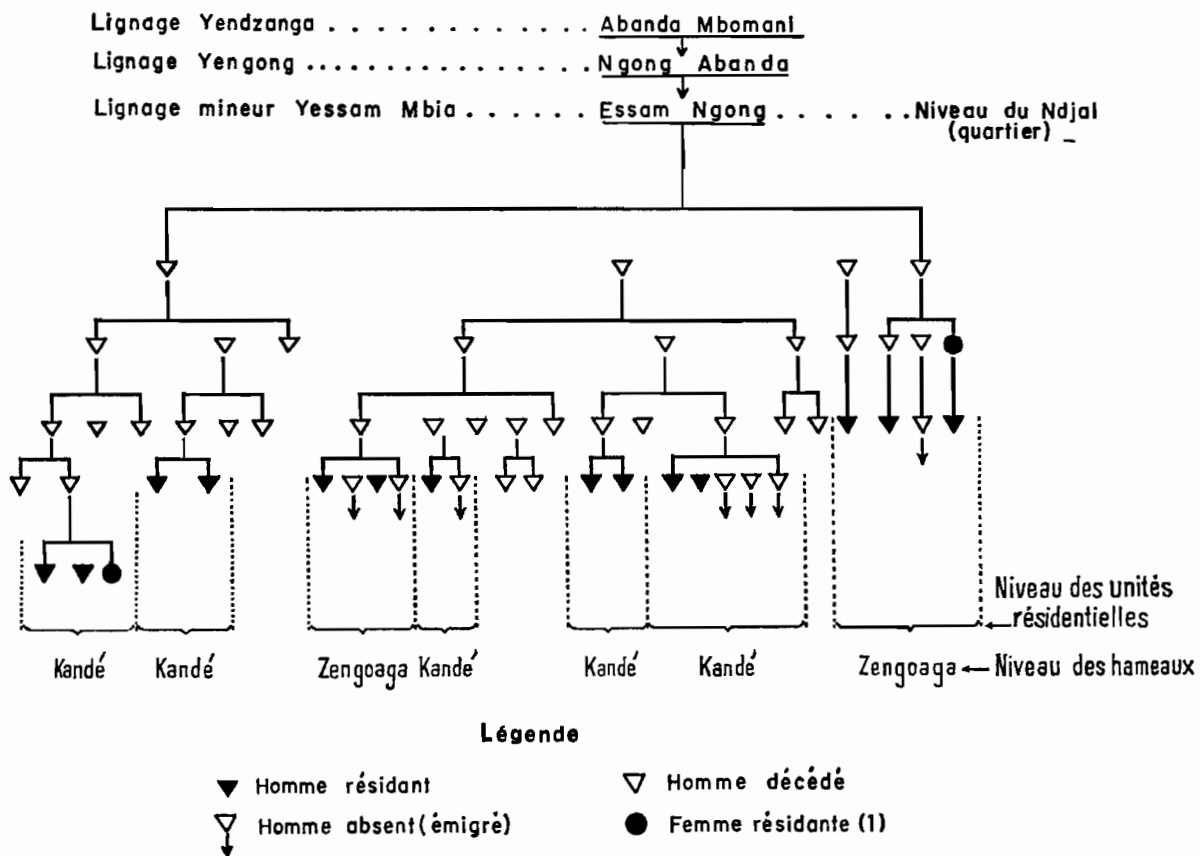 Lignage Yendzanga . . . . . . . . . . . . Abanda Mbomani
Lignage Yengong . . . . . . . . . . . . . . . . Ngong Abanda
Lignage mineur Yessam Mbia . . . . . . Essam Ngong . . . . . . . Niveau du Ndjal
(quartier) _
Niveau des unités
résidentielles
Kandé Kandé Zengoaga Kandé Kandé Kandé Zengoaga Niveau des hameaux
Légende
Homme résidant Homme décédé
Homme absent (émigré) Femme résidante (1)